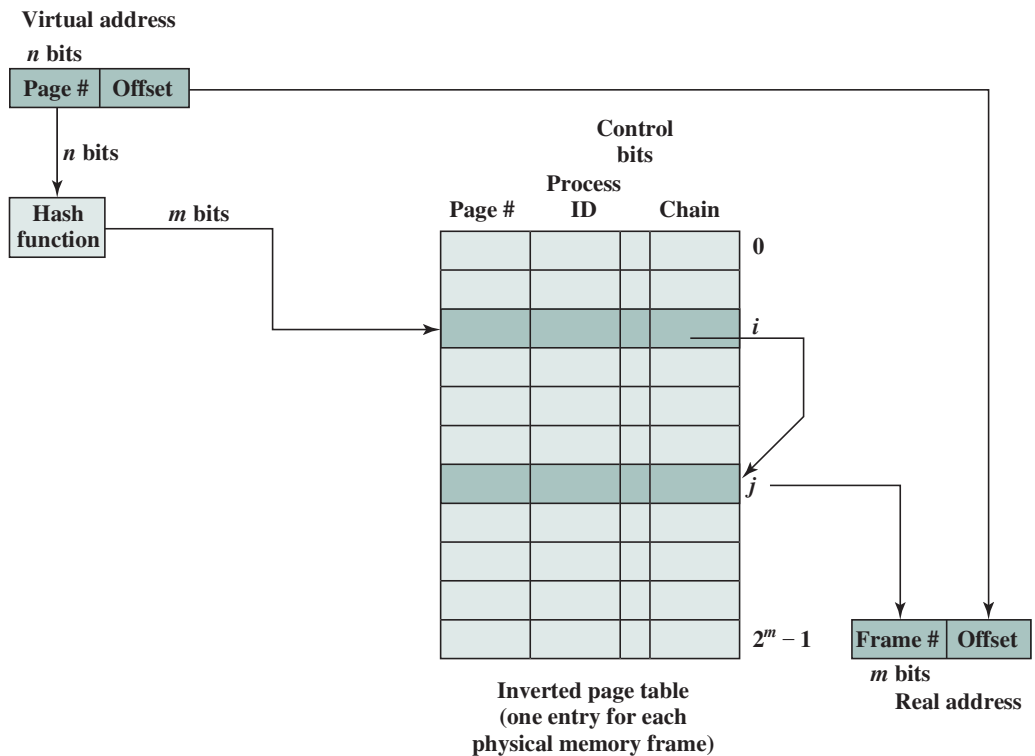 Virtual address
n bits
Page # Offset
n bits
Hash
function
m bits
Control
bits
Process
Page # ID Chain
0
i
j
2^m − 1
Frame # Offset
m bits
Real address
Inverted page table
(one entry for each
physical memory frame)